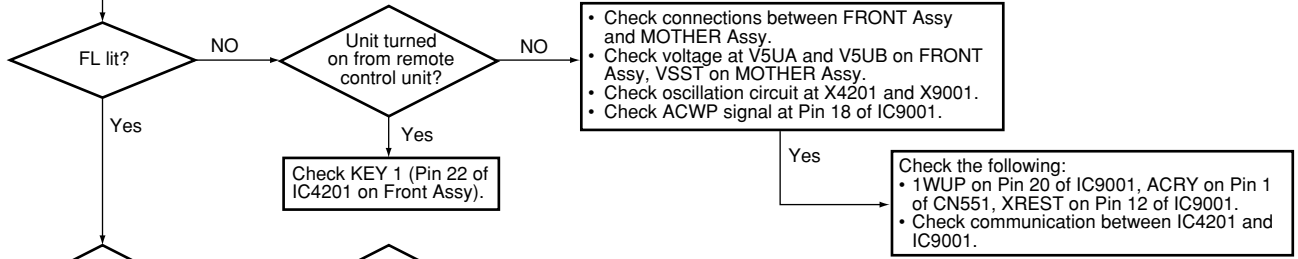 FL lit?
NO
Unit turned
on from remote
control unit?
NO
• Check connections between FRONT Assy
and MOTHER Assy.
• Check voltage at V5UA and V5UB on FRONT
Assy, VSST on MOTHER Assy.
• Check oscillation circuit at X4201 and X9001.
• Check ACWP signal at Pin 18 of IC9001.
Yes
Yes
Check KEY 1 (Pin 22 of
IC4201 on Front Assy).
Yes
Check the following:
• 1WUP on Pin 20 of IC9001, ACRY on Pin 1
of CN551, XREST on Pin 12 of IC9001.
• Check communication between IC4201 and
IC9001.